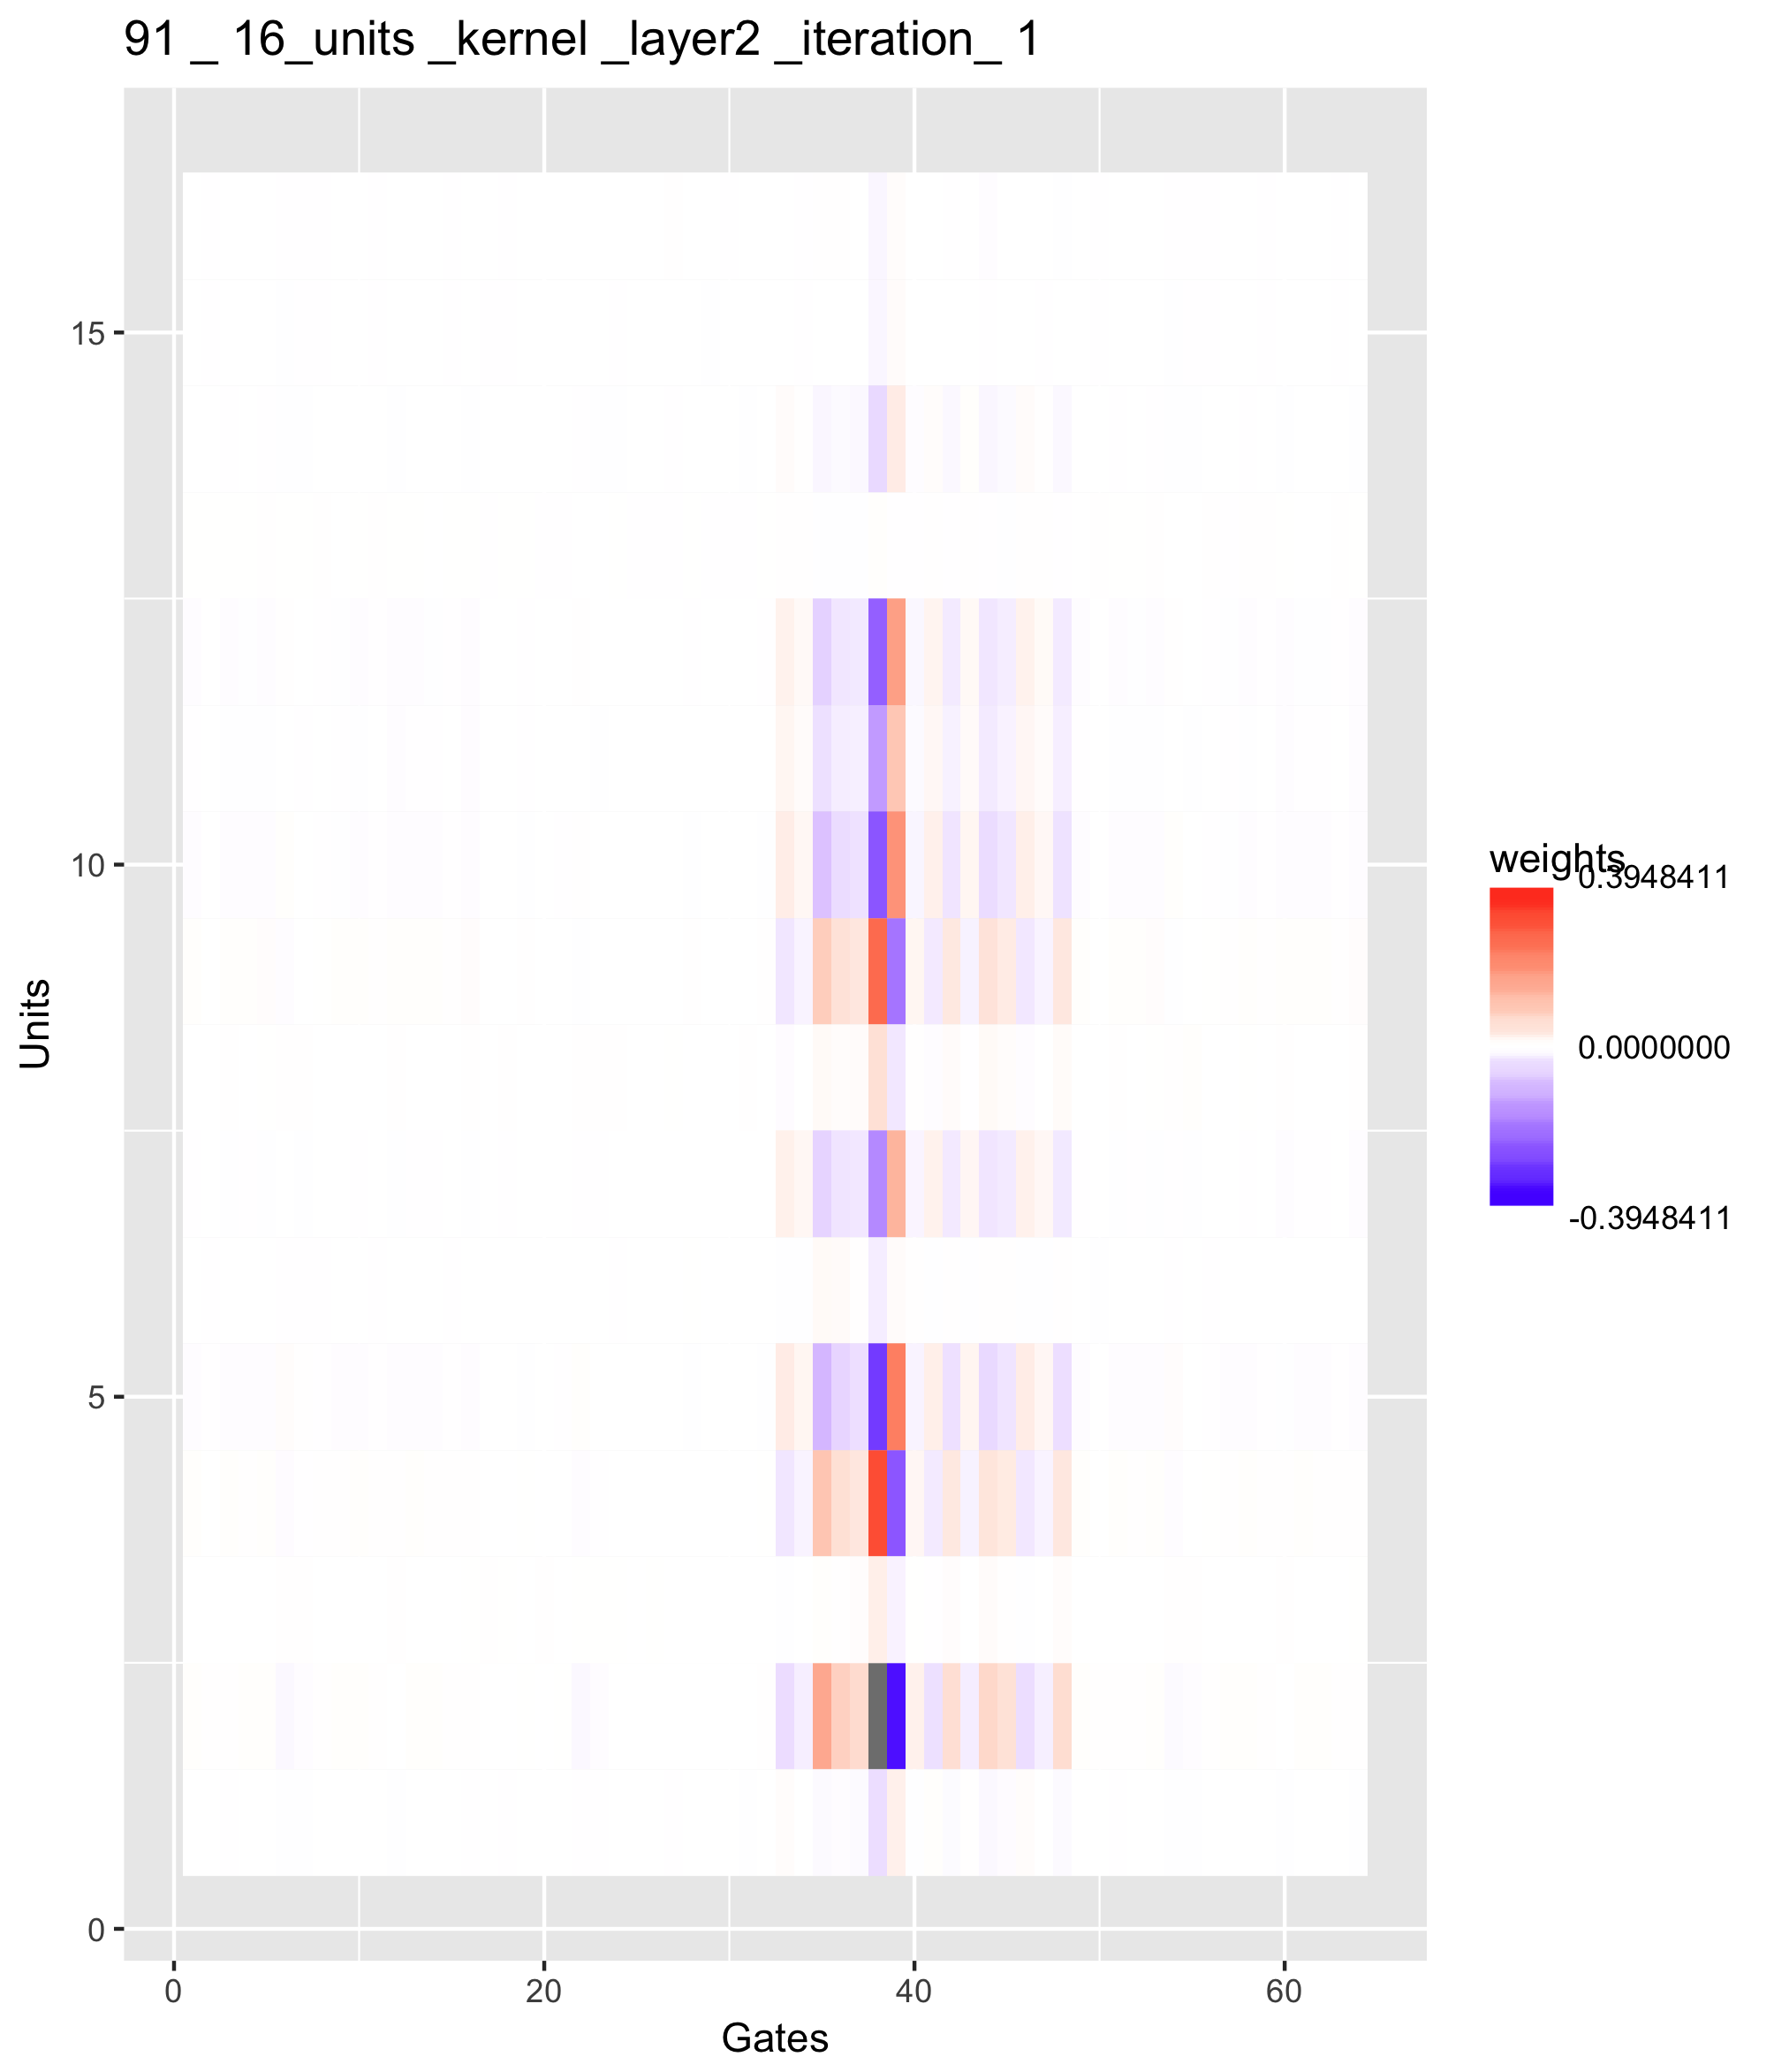 91 _ 16_units _kernel _layer2 _iteration_ 1
15
10
5
0
Units
0 20 40 60
Gates
weights
0.3948411
0.0000000
-0.3948411